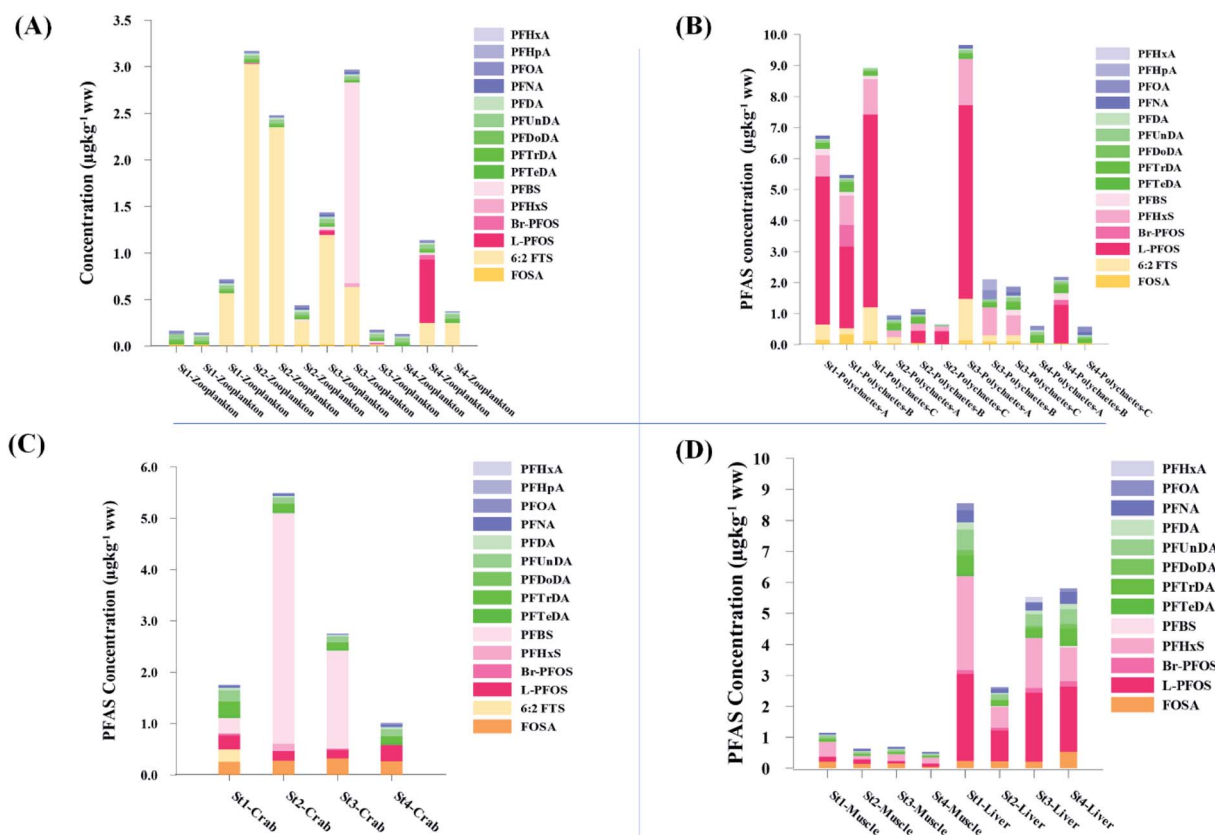 (A)
Concentration (µgkg⁻¹ ww)
3.5
3.0
2.5
2.0
1.5
1.0
0.5
0.0
St1-Zooplankton
St1-Zooplankton
St1-Zooplankton
St2-Zooplankton
St2-Zooplankton
St2-Zooplankton
St3-Zooplankton
St3-Zooplankton
St3-Zooplankton
St4-Zooplankton
St4-Zooplankton
St4-Zooplankton
PFHxA
PFHpA
PFOA
PFNA
PFDA
PFUnDA
PFDoDA
PFTrDA
PFTeDA
PFBS
PFHxS
Br-PFOS
L-PFOS
6:2 FTS
FOSA
(B)
PFAS concentration (µgkg⁻¹ ww)
10.0
9.0
8.0
7.0
6.0
5.0
4.0
3.0
2.0
1.0
0.0
St1-Polychaetes-A
St1-Polychaetes-B
St1-Polychaetes-C
St2-Polychaetes-A
St2-Polychaetes-B
St2-Polychaetes-C
St3-Polychaetes-A
St3-Polychaetes-B
St3-Polychaetes-C
St4-Polychaetes-A
St4-Polychaetes-B
St4-Polychaetes-C
PFHxA
PFHpA
PFOA
PFNA
PFDA
PFUnDA
PFDoDA
PFTrDA
PFTeDA
PFBS
PFHxS
Br-PFOS
L-PFOS
6:2 FTS
FOSA
(C)
PFAS Concentration (µgkg⁻¹ ww)
6.0
5.0
4.0
3.0
2.0
1.0
0.0
St1-Crab
St2-Crab
St3-Crab
St4-Crab
PFHxA
PFHpA
PFOA
PFNA
PFDA
PFUnDA
PFDoDA
PFTrDA
PFTeDA
PFBS
PFHxS
Br-PFOS
L-PFOS
6:2 FTS
FOSA
(D)
PFAS Concentration (µgkg⁻¹ ww)
10
9
8
7
6
5
4
3
2
1
0
St1-Muscle
St2-Muscle
St3-Muscle
St4-Muscle
St1-Liver
St2-Liver
St3-Liver
St4-Liver
PFHxA
PFOA
PFNA
PFDA
PFUnDA
PFDoDA
PFTrDA
PFTeDA
PFBS
PFHxS
Br-PFOS
L-PFOS
FOSA